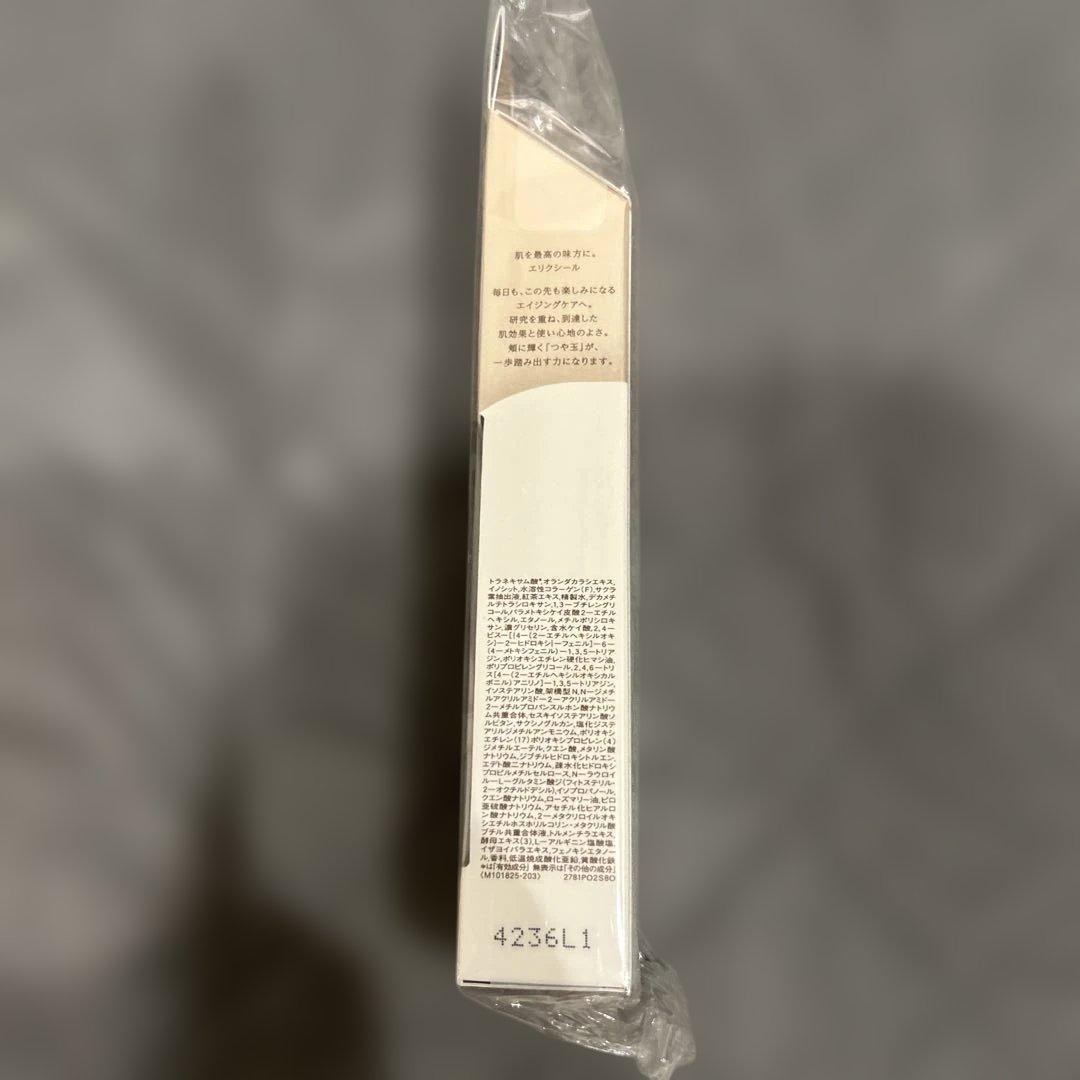 肌を最高の味方に。
エリクシール
毎日も、この先も楽しみになる
エイジングケアへ。
研究を重ね、到達した
肌効果と使い心地のよさ。
頬に輝く「つや玉」が、
一歩踏み出す力になります。
トラネキサム酸*,オランダカラシエキス,
イノシット,水溶性コラーゲン(F),サクラ
葉抽出液,紅茶エキス,精製水,デカメチ
ルテトラシロキサン,1,3ーブチレングリ
コール,パラメトキシケイ皮酸2ーエチル
ヘキシル,エタノール,メチルポリシロキ
サン,濃グリセリン,含水ケイ酸,2,4ー
ビスー[{4ー(2ーエチルヘキシルオキ
シ)ー2ーヒドロキシ}ーフェニル]ー6ー
(4ーメトキシフェニル)ー1,3,5ートリア
ジン,ポリオキシエチレン硬化ヒマシ油,
ポリプロピレングリコール,2,4,6ートリ
ス[4ー(2ーエチルヘキシルオキシカル
ボニル)アニリノ]ー1,3,5ートリアジン,
イソステアリン酸,架橋型N,Nージメチ
ルアクリルアミドー2ーアクリルアミドー
2ーメチルプロパンスルホン酸ナトリウ
ム共重合体,セスキイソステアリン酸ソ
ルビタン,サクシノグルカン,塩化ジステ
アリルジメチルアンモニウム,ポリオキシ
エチレン(17)ポリオキシプロピレン(4)
ジメチルエーテル,クエン酸,メタリン酸
ナトリウム,ジブチルヒドロキシトルエン,
エデト酸二ナトリウム,疎水化ヒドロキシ
プロピルメチルセルロース,Nーラウロイ
ルーLーグルタミン酸ジ(フィトステリル・
2ーオクチルドデシル),イソプロパノール,
クエン酸ナトリウム,ローズマリー油,ピロ
亜硫酸ナトリウム,アセチル化ヒアルロ
ン酸ナトリウム,2ーメタクリロイルオキ
シエチルホスホリルコリン・メタクリル酸
ブチル共重合体液,トルメンチラエキス,
酵母エキス(3),Lーアルギニン塩酸塩,
イザヨイバラエキス,フェノキシエタノー
ル,香料,低温焼成酸化亜鉛,黄酸化鉄
*は「有効成分」 無表示は「その他の成分」
(M101825-203) 2781PO2S8O
4236L1